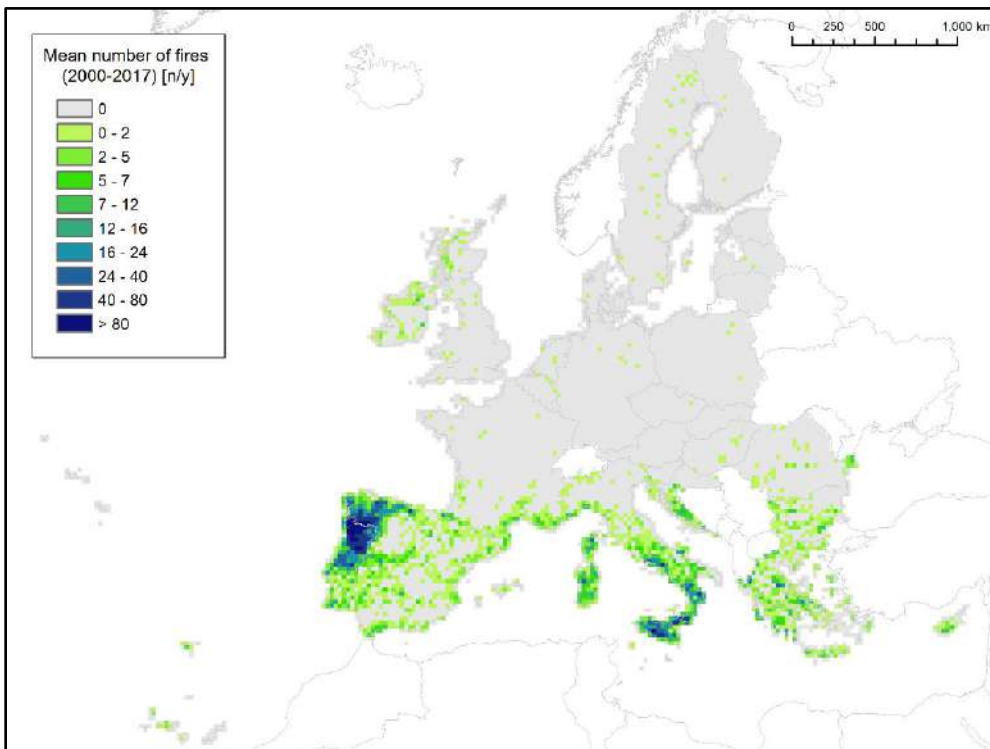 Mean number of fires
(2000-2017) [n/y]
0
0 - 2
2 - 5
5 - 7
7 - 12
12 - 16
16 - 24
24 - 40
40 - 80
> 80
0 250 500 1,000 km